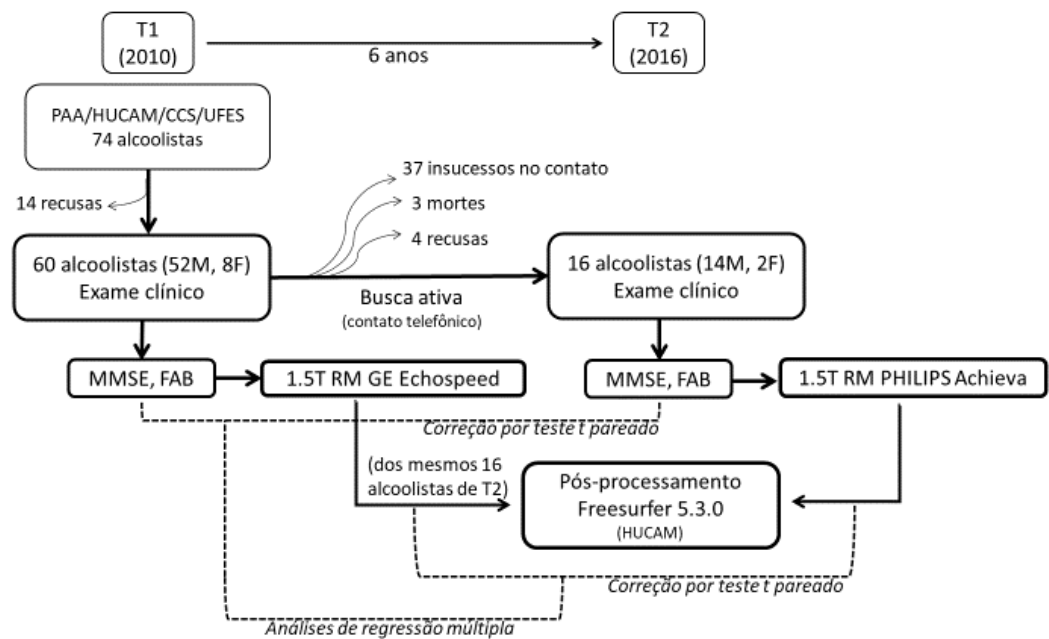 T1
(2010)
6 anos
T2
(2016)
PAA/HUCAM/CCS/UFES
74 alcoolistas
14 recusas
37 insucessos no contato
3 mortes
4 recusas
60 alcoolistas (52M, 8F)
Exame clínico
Busca ativa
(contato telefônico)
16 alcoolistas (14M, 2F)
Exame clínico
MMSE, FAB
1.5T RM GE Echospeed
MMSE, FAB
1.5T RM PHILIPS Achieva
Correção por teste t pareado
(dos mesmos 16
alcoolistas de T2)
Pós-processamento
Freesurfer 5.3.0
(HUCAM)
Correção por teste t pareado
Análises de regressão múltipla